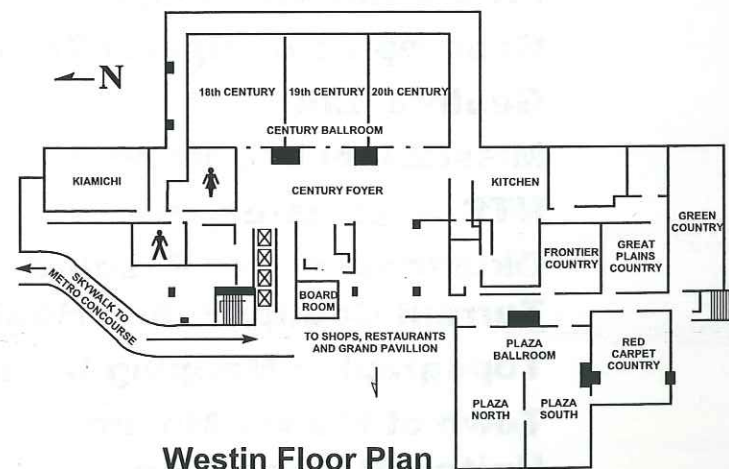 N
18th CENTURY
19th CENTURY
20th CENTURY
CENTURY BALLROOM
KIAMICHI
CENTURY FOYER
KITCHEN
GREEN
COUNTRY
FRONTIER
COUNTRY
GREAT
PLAINS
COUNTRY
SKYWALK TO
METRO CONCOURSE
BOARD
ROOM
TO SHOPS, RESTAURANTS
AND GRAND PAVILLION
PLAZA
BALLROOM
RED
CARPET
COUNTRY
PLAZA
NORTH
PLAZA
SOUTH
Westin Floor Plan